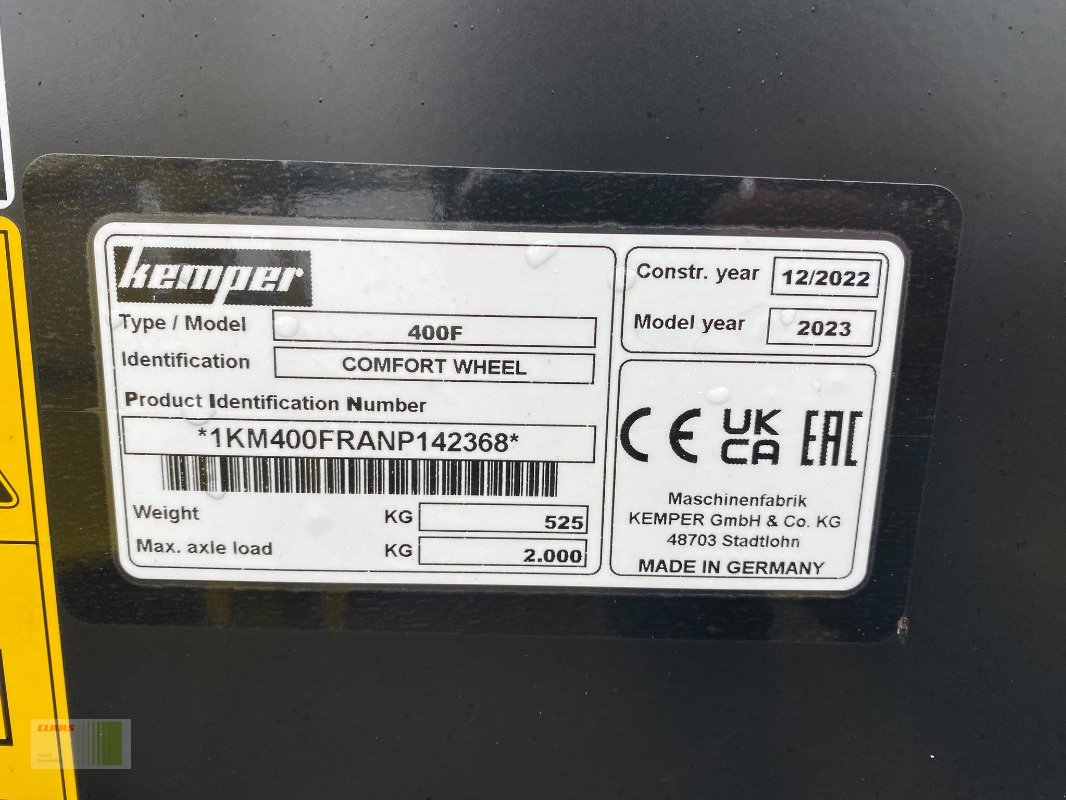 kemper
Type / Model 400F
Identification COMFORT WHEEL
Product Identification Number
*1KM400FRANP142368*
Weight KG 525
Max. axle load KG 2.000
Constr. year 12/2022
Model year 2023
CE UK CA EAC
Maschinenfabrik
KEMPER GmbH & Co. KG
48703 Stadtlohn
MADE IN GERMANY
CLAAS